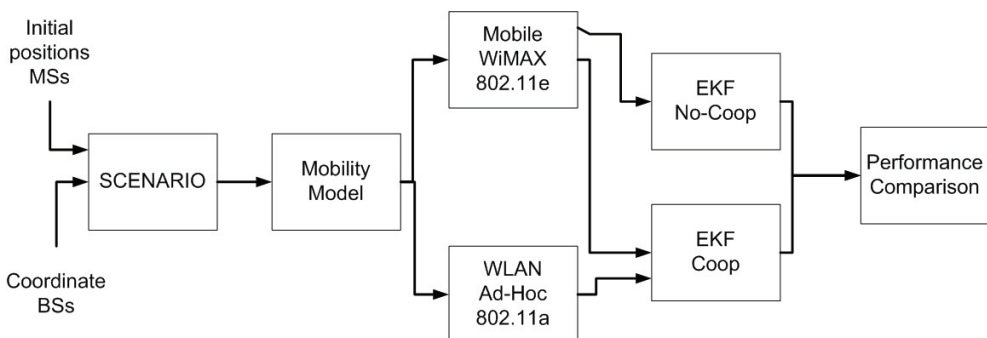 Initial
positions
MSs
SCENARIO
Coordinate
BSs
Mobility
Model
Mobile
WiMAX
802.11e
WLAN
Ad-Hoc
802.11a
EKF
No-Coop
EKF
Coop
Performance
Comparison